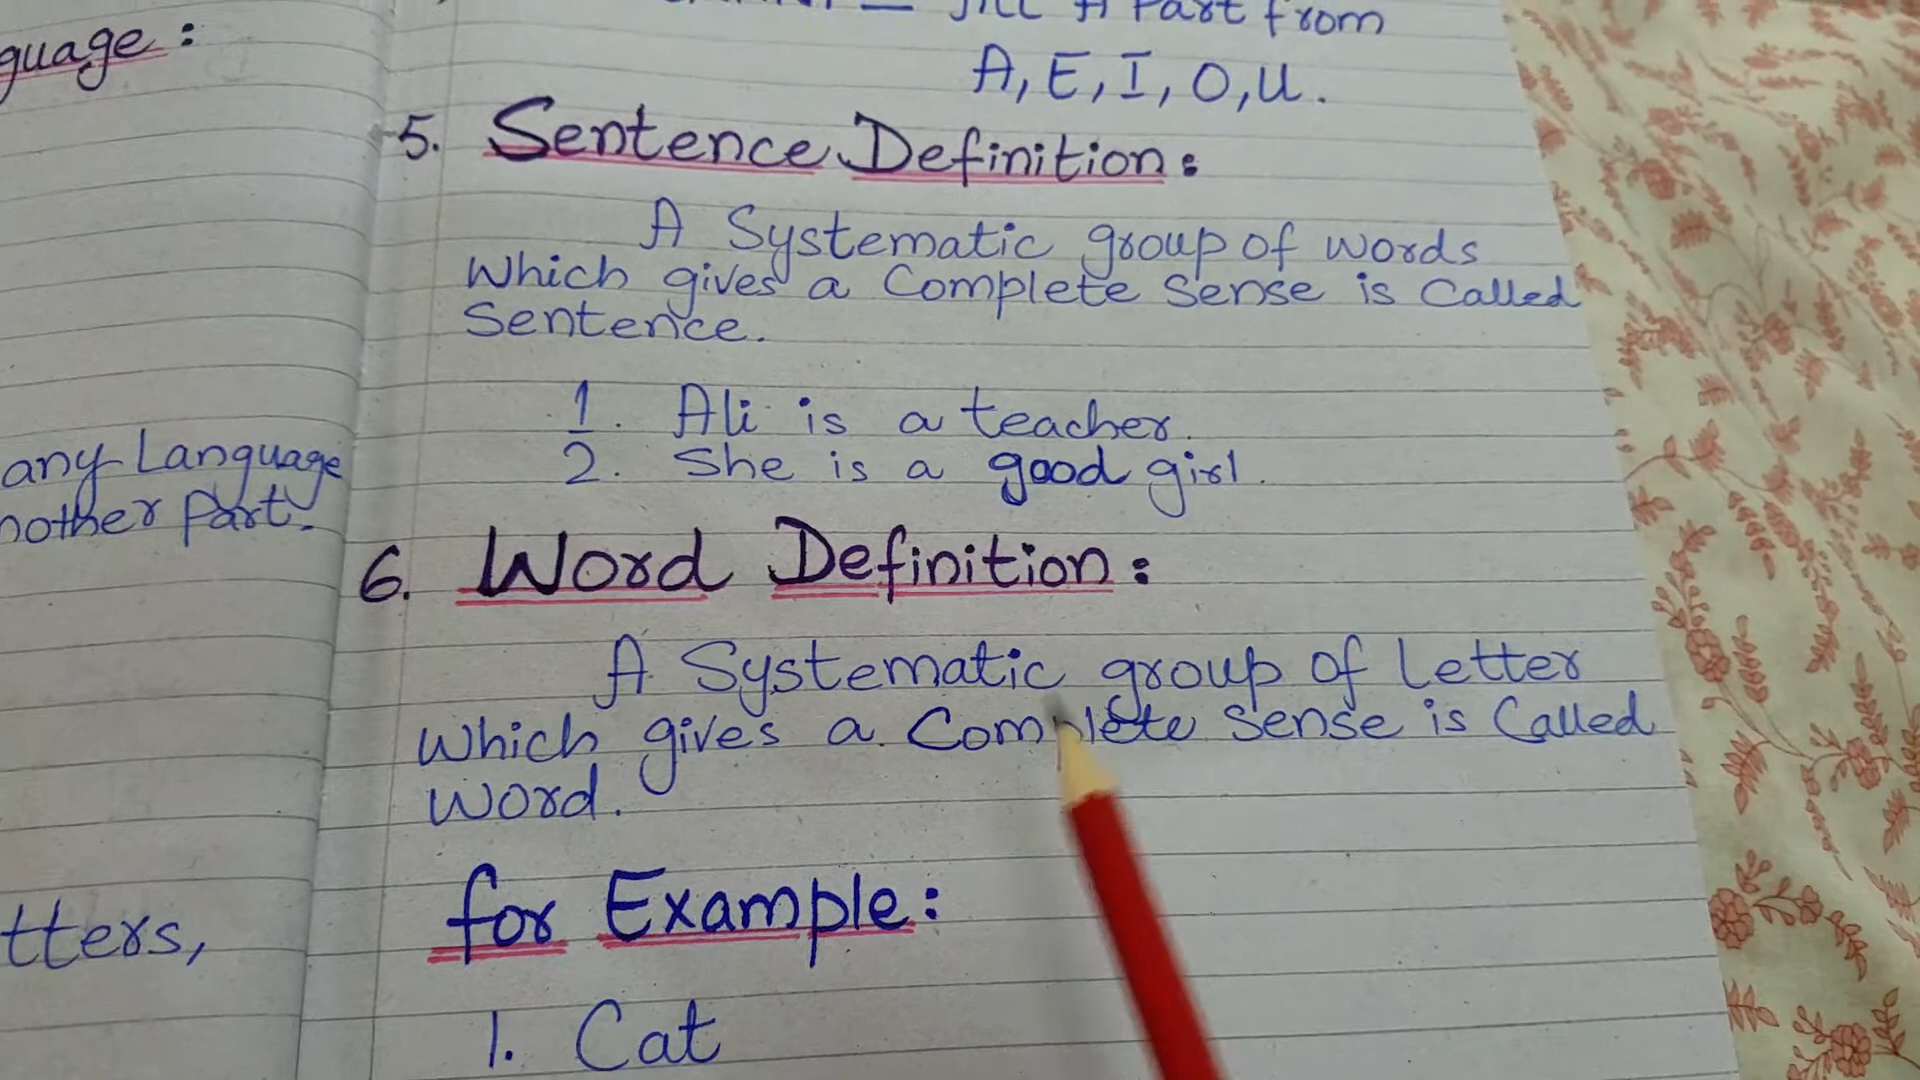 guage:
any Language
nother Part.
tters,
Part from
A, E, I, O, U.
5. Sentence Definition:
A Systematic group of words
Which gives a Complete Sense is Called
Sentence.
1. Ali is a teacher.
2. She is a good girl.
6. Word Definition:
A Systematic group of Letter
Which gives a Complete Sense is Called
Word.
for Example:
1. Cat